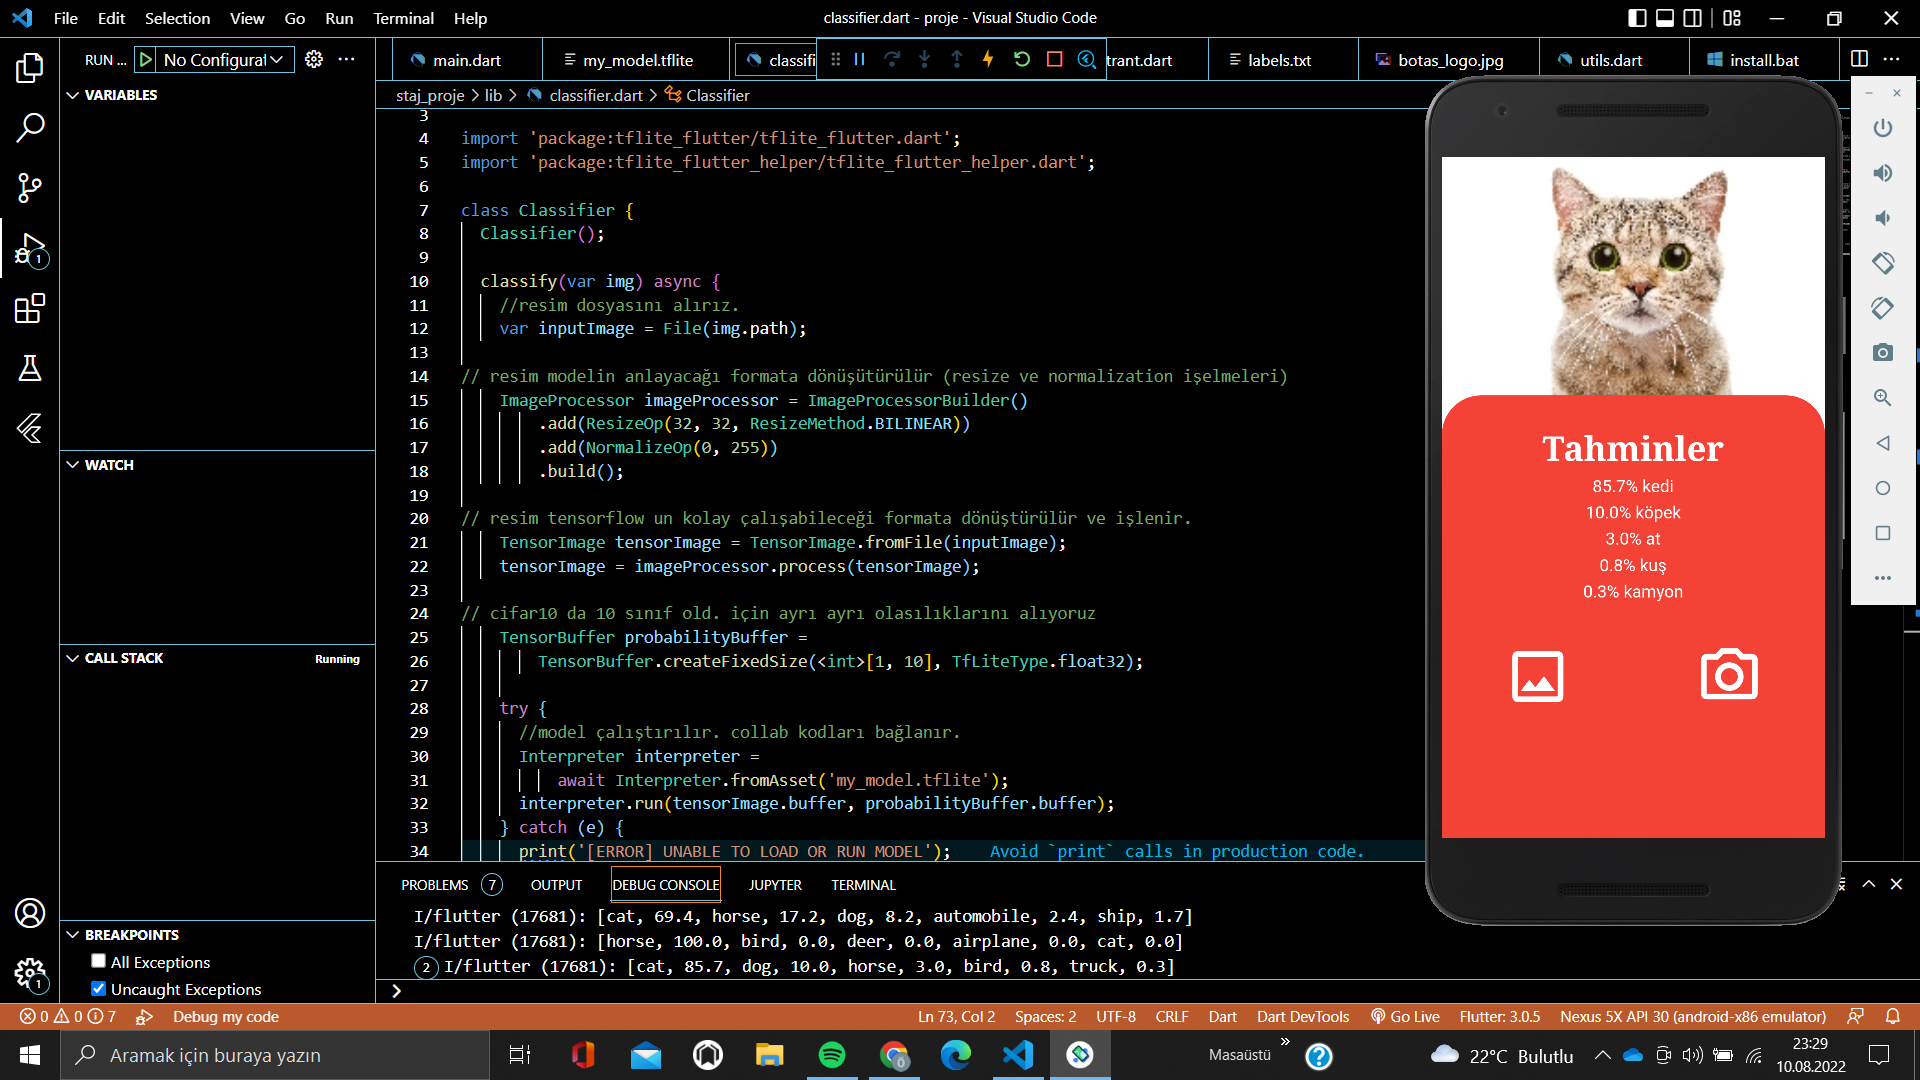 File Edit Selection View Go Run Terminal Help
classifier.dart - proje - Visual Studio Code
RUN ... No Configurat
main.dart
my_model.tflite
classifi
trant.dart
labels.txt
botas_logo.jpg
utils.dart
install.bat
VARIABLES
WATCH
CALL STACK Running
BREAKPOINTS
All Exceptions
Uncaught Exceptions
1
1
staj_proje > lib > classifier.dart > Classifier
3
4 import 'package:tflite_flutter/tflite_flutter.dart';
5 import 'package:tflite_flutter_helper/tflite_flutter_helper.dart';
6
7 class Classifier {
8 Classifier();
9
10 classify(var img) async {
11 //resim dosyasını alırız.
12 var inputImage = File(img.path);
13
14 // resim modelin anlayacağı formata dönüşütürülür (resize ve normalization işelmeleri)
15 ImageProcessor imageProcessor = ImageProcessorBuilder()
16 .add(ResizeOp(32, 32, ResizeMethod.BILINEAR))
17 .add(NormalizeOp(0, 255))
18 .build();
19
20 // resim tensorflow un kolay çalışabileceği formata dönüştürülür ve işlenir.
21 TensorImage tensorImage = TensorImage.fromFile(inputImage);
22 tensorImage = imageProcessor.process(tensorImage);
23
24 // cifar10 da 10 sınıf old. için ayrı ayrı olasılıklarını alıyoruz
25 TensorBuffer probabilityBuffer =
26 TensorBuffer.createFixedSize(<int>[1, 10], TfLiteType.float32);
27
28 try {
29 //model çalıştırılır. collab kodları bağlanır.
30 Interpreter interpreter =
31 await Interpreter.fromAsset('my_model.tflite');
32 interpreter.run(tensorImage.buffer, probabilityBuffer.buffer);
33 } catch (e) {
34 print('[ERROR] UNABLE TO LOAD OR RUN MODEL'); Avoid `print` calls in production code.
Tahminler
85.7% kedi
10.0% köpek
3.0% at
0.8% kuş
0.3% kamyon
PROBLEMS 7 OUTPUT DEBUG CONSOLE JUPYTER TERMINAL
I/flutter (17681): [cat, 69.4, horse, 17.2, dog, 8.2, automobile, 2.4, ship, 1.7]
I/flutter (17681): [horse, 100.0, bird, 0.0, deer, 0.0, airplane, 0.0, cat, 0.0]
2 I/flutter (17681): [cat, 85.7, dog, 10.0, horse, 3.0, bird, 0.8, truck, 0.3]
>
0 0 7 Debug my code
Ln 73, Col 2 Spaces: 2 UTF-8 CRLF Dart Dart DevTools Go Live Flutter: 3.0.5 Nexus 5X API 30 (android-x86 emulator)
Aramak için buraya yazın
Masaüstü
22°C Bulutlu
23:29
10.08.2022